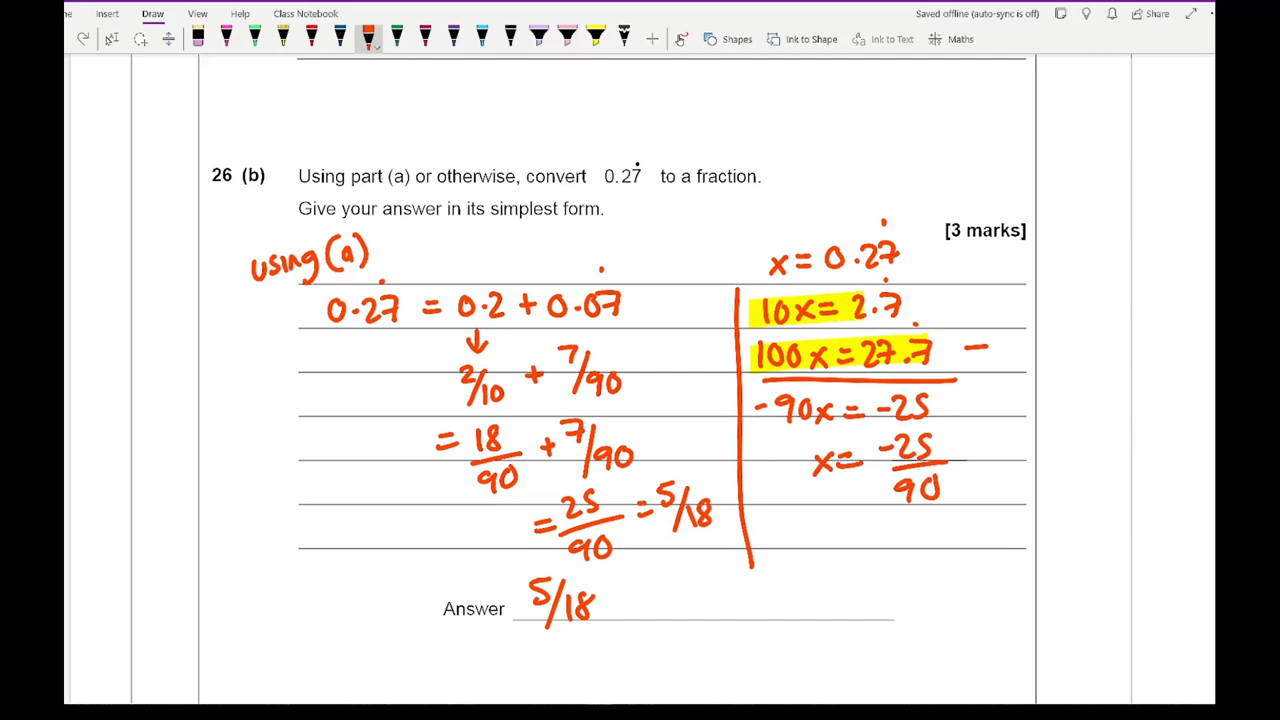 me Insert Draw View Help Class Notebook Saved offline (auto-sync is off) Share
Shapes Ink to Shape Ink to Text Maths
26 (b) Using part (a) or otherwise, convert 0.27̇ to a fraction.
Give your answer in its simplest form.
[3 marks]
using (a)
0.27̇ = 0.2 + 0.07̇
↓
2/10 + 7/90
= 18/90 + 7/90
= 25/90 = 5/18
x = 0.27̇
10x = 2.7̇
100x = 27.7̇ −
-90x = -25
x = -25/90
Answer 5/18